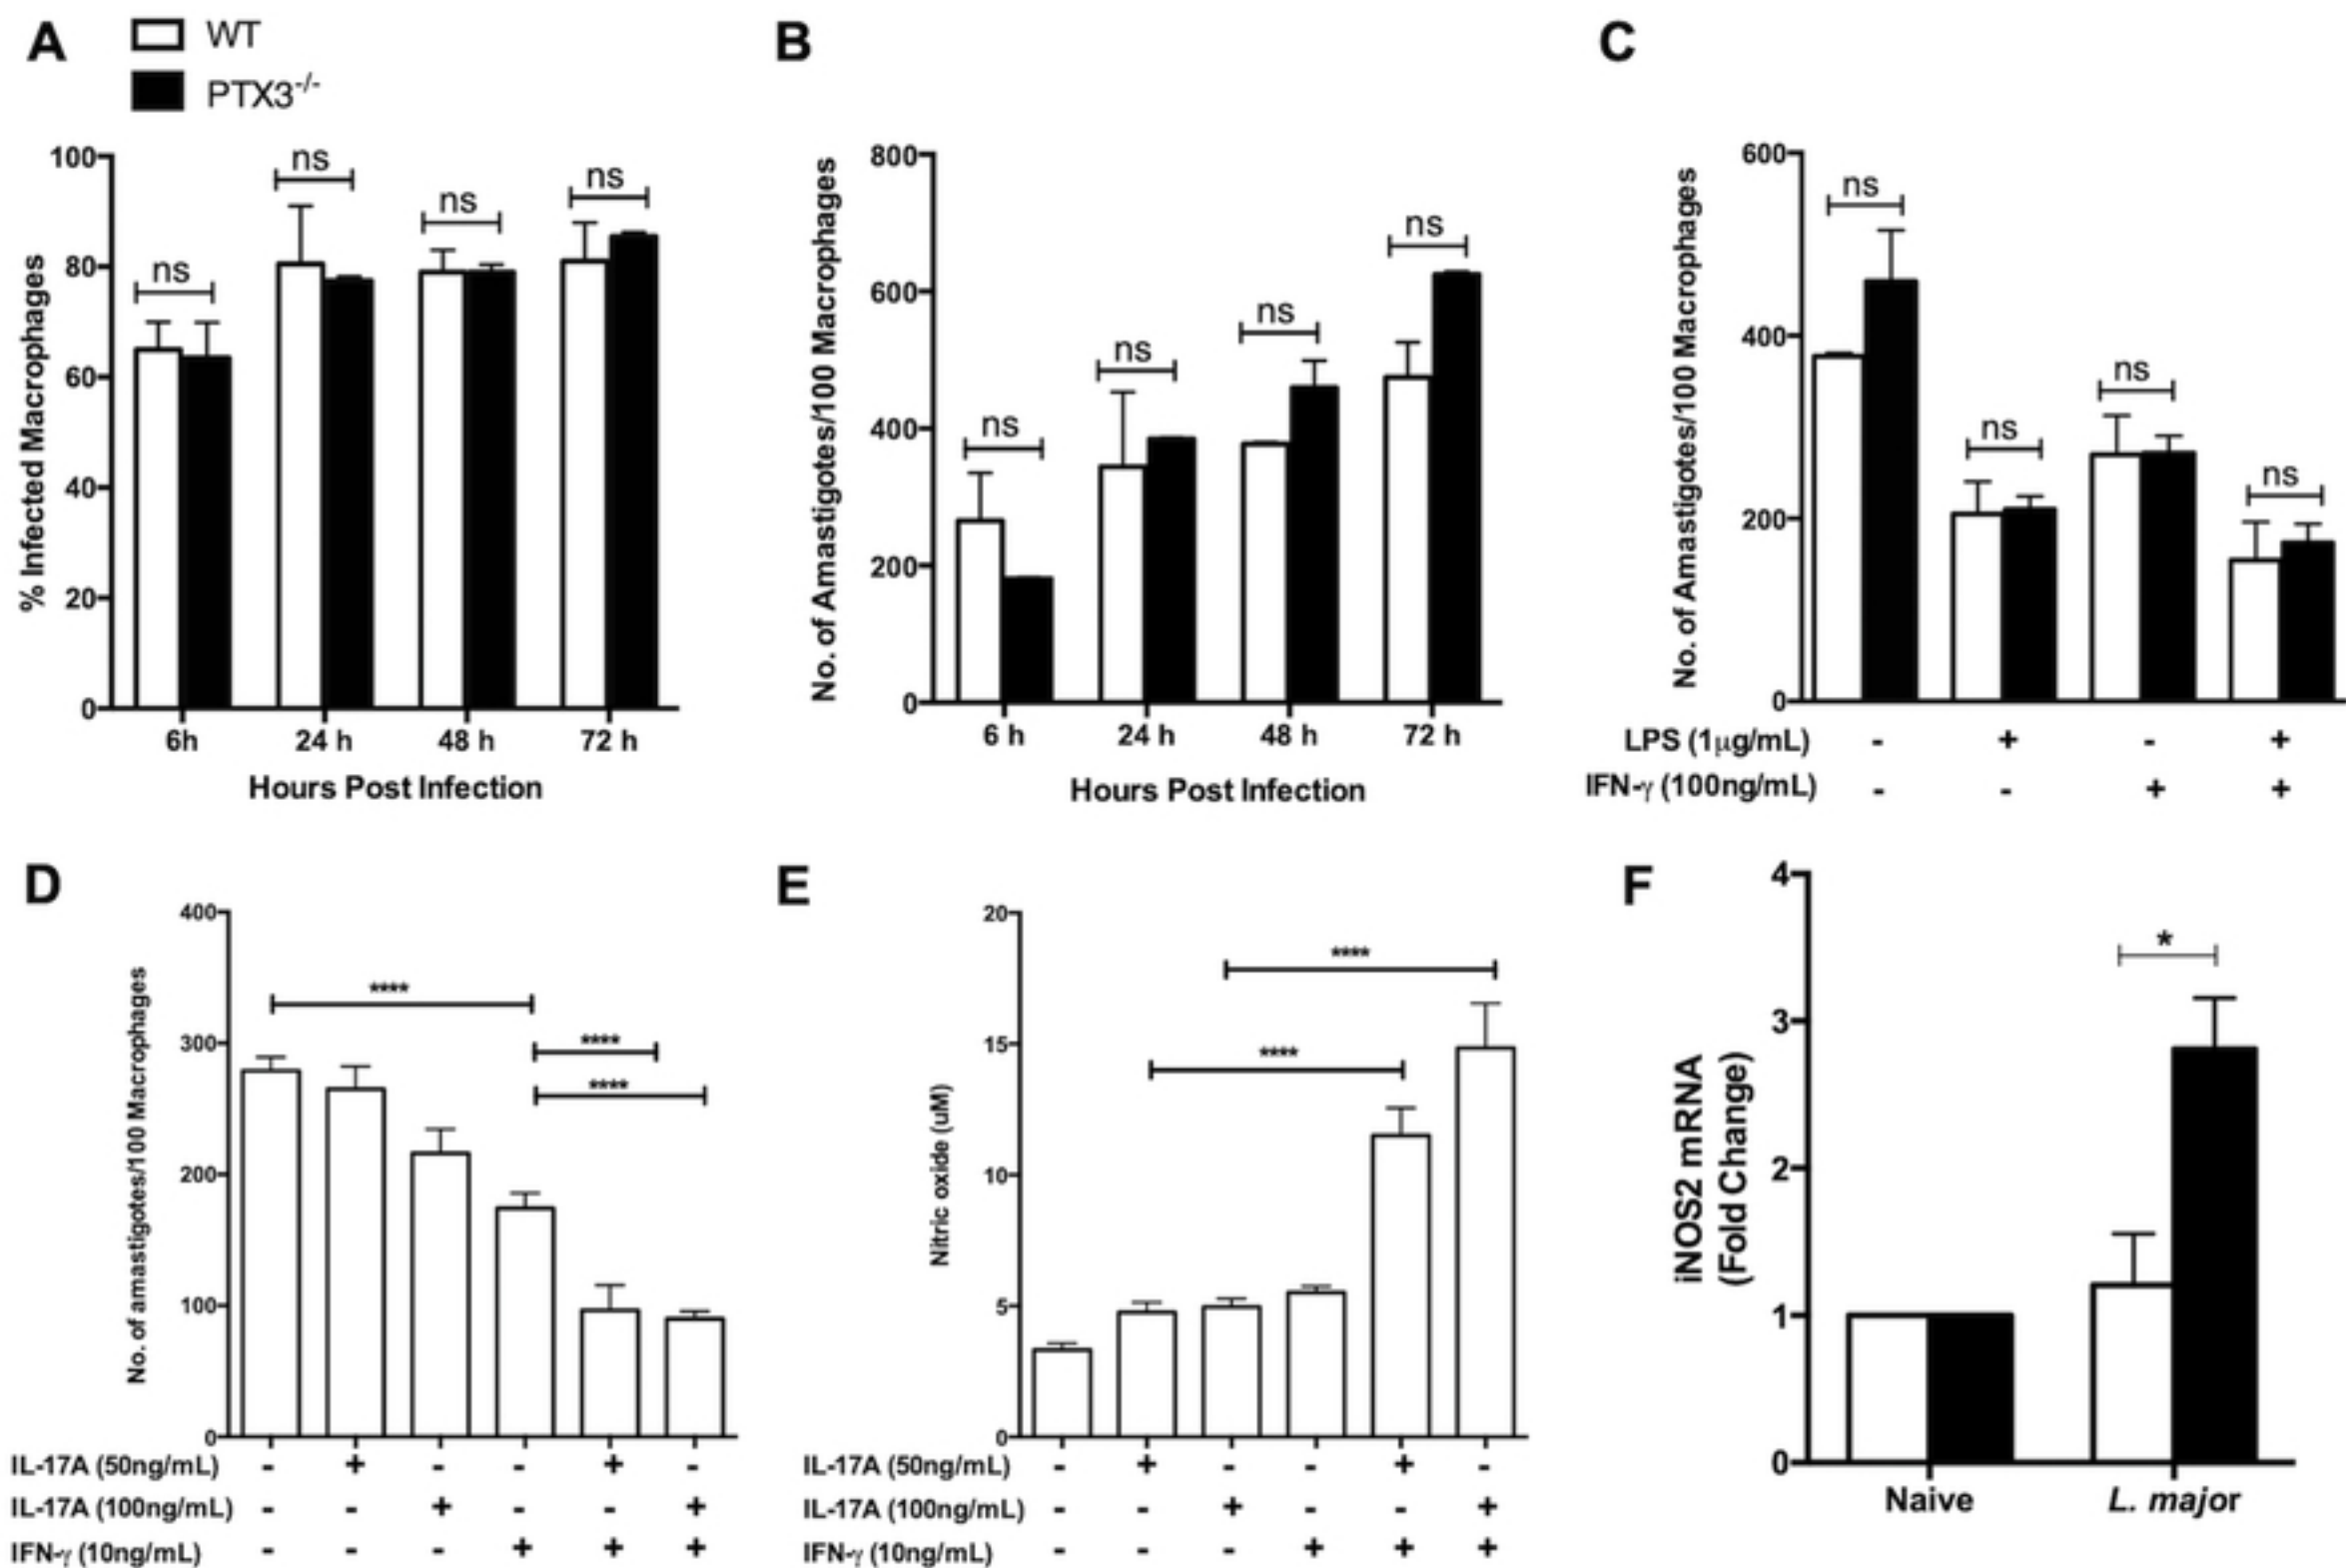 A
WT
PTX3-/-
% Infected Macrophages
100
80
60
40
20
0
ns
ns
ns
ns
6h
24 h
48 h
72 h
Hours Post Infection
B
No. of Amastigotes/100 Macrophages
800
600
400
200
0
ns
ns
ns
ns
6 h
24 h
48 h
72 h
Hours Post Infection
C
No. of Amastigotes/100 Macrophages
600
400
200
0
ns
ns
ns
ns
LPS (1μg/mL) - + - +
IFN-γ (100ng/mL) - - + +
D
No. of amastigotes/100 Macrophages
400
300
200
100
0
****
****
****
IL-17A (50ng/mL) - + - - + -
IL-17A (100ng/mL) - - + - - +
IFN-γ (10ng/mL) - - - + + +
E
Nitric oxide (uM)
20
15
10
5
0
****
****
IL-17A (50ng/mL) - + - - + -
IL-17A (100ng/mL) - - + - - +
IFN-γ (10ng/mL) - - - + + +
F
iNOS2 mRNA
(Fold Change)
4
3
2
1
0
*
Naive
L. major